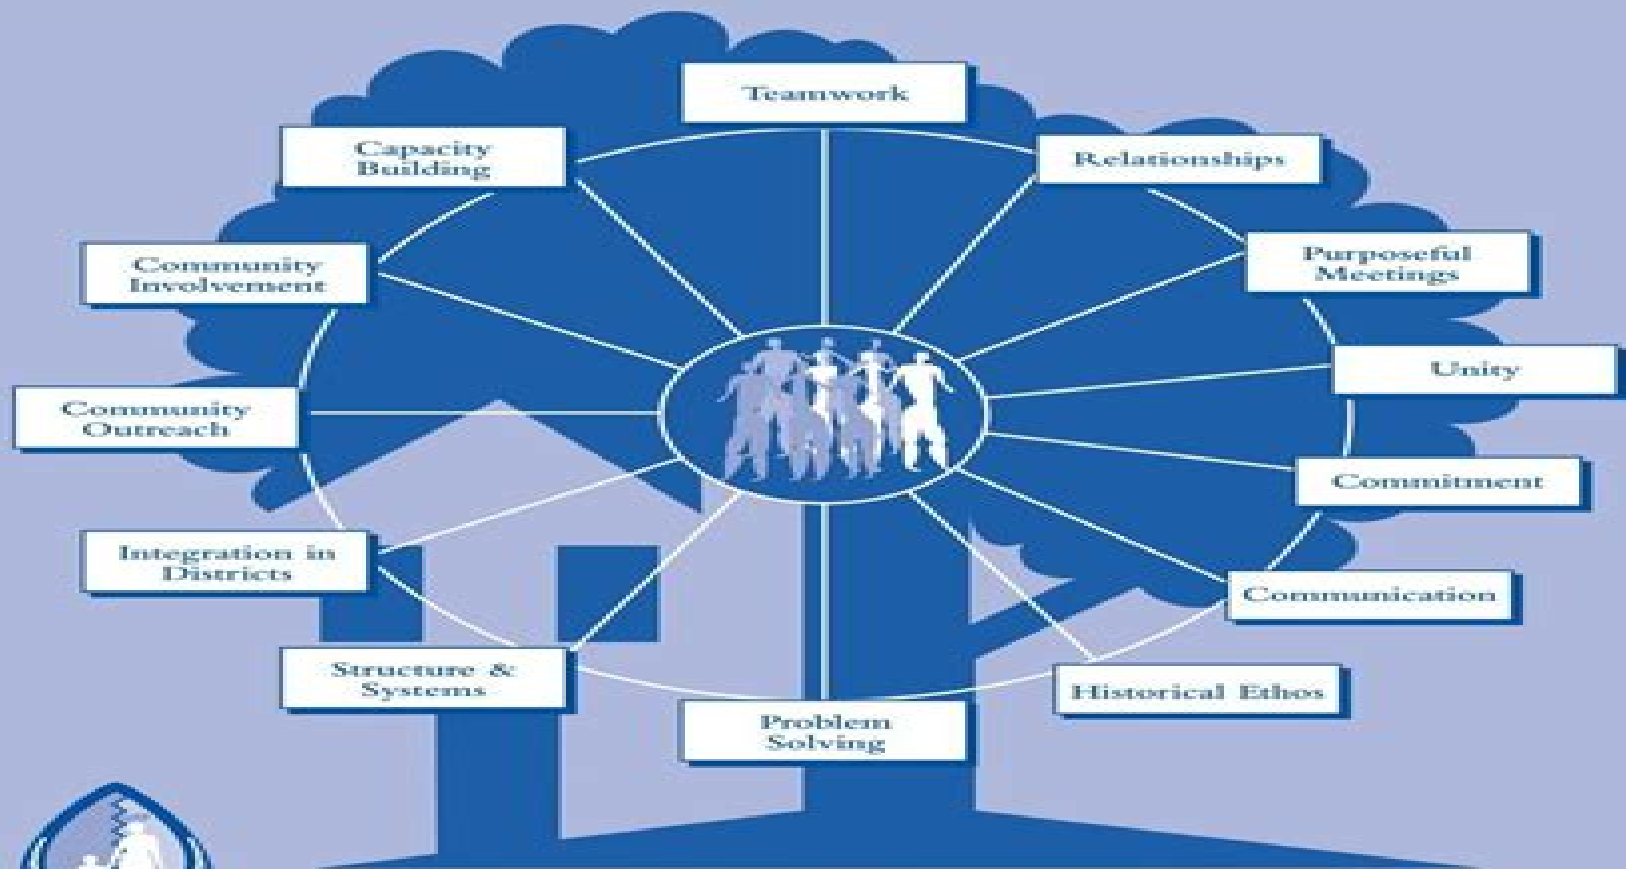 Teamwork
Capacity
Building
Relationships
Community
Involvement
Purposeful
Meetings
Unity
Community
Outreach
Commitment
Integration in
Districts
Communication
Structure &
Systems
Historical Ethos
Problem
Solving